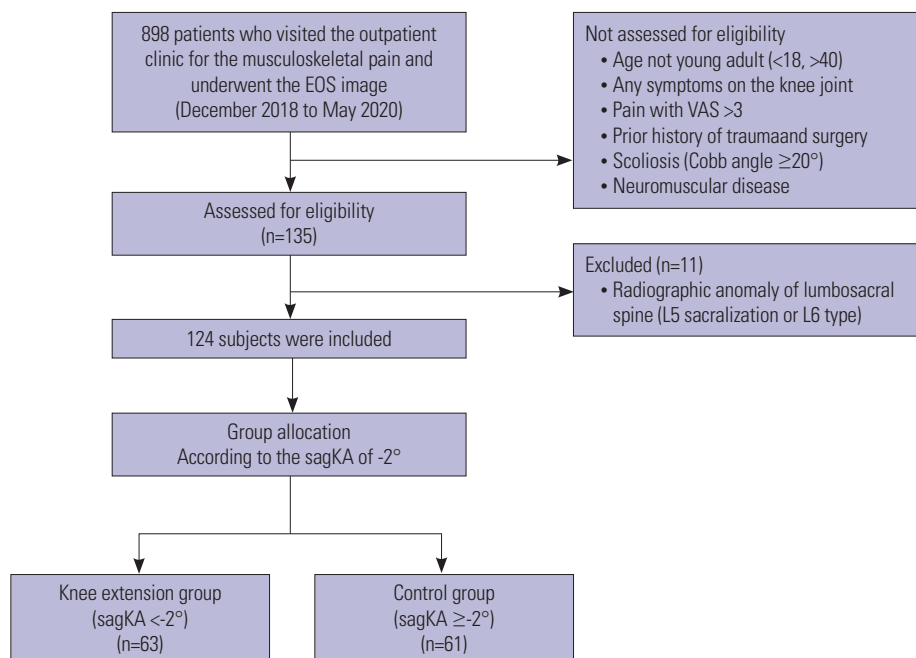 898 patients who visited the outpatient
clinic for the musculoskeletal pain and
underwent the EOS image
(December 2018 to May 2020)
Not assessed for eligibility
• Age not young adult (<18, >40)
• Any symptoms on the knee joint
• Pain with VAS >3
• Prior history of traumaand surgery
• Scoliosis (Cobb angle ≥20°)
• Neuromuscular disease
Assessed for eligibility
(n=135)
Excluded (n=11)
• Radiographic anomaly of lumbosacral
spine (L5 sacralization or L6 type)
124 subjects were included
Group allocation
According to the sagKA of -2°
Knee extension group
(sagKA <-2°)
(n=63)
Control group
(sagKA ≥-2°)
(n=61)